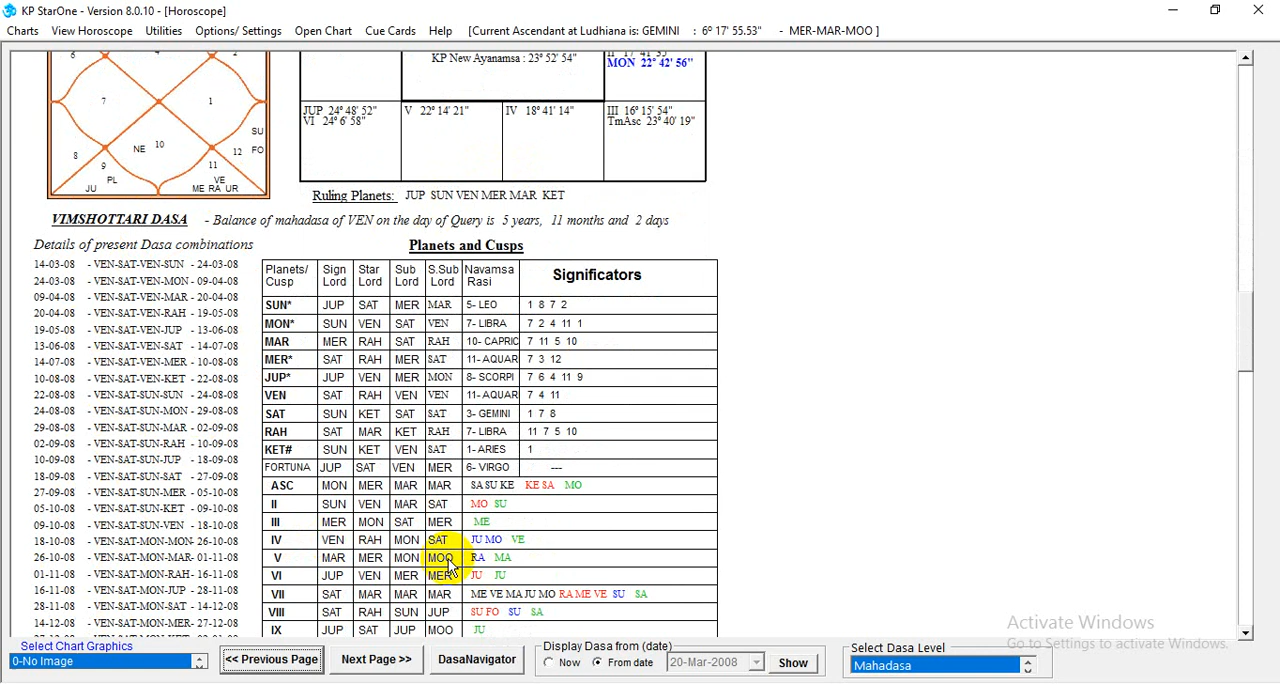 KP StarOne - Version 8.0.10 - [Horoscope]
Charts View Horoscope Utilities Options/ Settings Open Chart Cue Cards Help [Current Ascendant at Ludhiana is: GEMINI : 6° 17' 55.53" - MER-MAR-MOO ]
6 4 2
7 1
SU
8 NE 10 12 FO
9 11
PL VE
JU ME RA UR
KP New Ayanamsa : 23° 52' 54"
II 17° 41' 35"
MON 22° 42' 56"
JUP 24° 48' 52" V 22° 14' 21" IV 18° 41' 14" III 16° 15' 54"
VI 24° 6' 58" TmAsc 23° 40' 19"
Ruling Planets: JUP SUN VEN MER MAR KET
VIMSHOTTARI DASA - Balance of mahadasa of VEN on the day of Query is 5 years, 11 months and 2 days
Details of present Dasa combinations
14-03-08 - VEN-SAT-VEN-SUN - 24-03-08
24-03-08 - VEN-SAT-VEN-MON - 09-04-08
09-04-08 - VEN-SAT-VEN-MAR - 20-04-08
20-04-08 - VEN-SAT-VEN-RAH - 19-05-08
19-05-08 - VEN-SAT-VEN-JUP - 13-06-08
13-06-08 - VEN-SAT-VEN-SAT - 14-07-08
14-07-08 - VEN-SAT-VEN-MER - 10-08-08
10-08-08 - VEN-SAT-VEN-KET - 22-08-08
22-08-08 - VEN-SAT-SUN-SUN - 24-08-08
24-08-08 - VEN-SAT-SUN-MON - 29-08-08
29-08-08 - VEN-SAT-SUN-MAR - 02-09-08
02-09-08 - VEN-SAT-SUN-RAH - 10-09-08
10-09-08 - VEN-SAT-SUN-JUP - 18-09-08
18-09-08 - VEN-SAT-SUN-SAT - 27-09-08
27-09-08 - VEN-SAT-SUN-MER - 05-10-08
05-10-08 - VEN-SAT-SUN-KET - 09-10-08
09-10-08 - VEN-SAT-SUN-VEN - 18-10-08
18-10-08 - VEN-SAT-MON-MON- 26-10-08
26-10-08 - VEN-SAT-MON-MAR- 01-11-08
01-11-08 - VEN-SAT-MON-RAH- 16-11-08
16-11-08 - VEN-SAT-MON-JUP - 28-11-08
28-11-08 - VEN-SAT-MON-SAT - 14-12-08
14-12-08 - VEN-SAT-MON-MER- 27-12-08
Planets and Cusps
Planets/ Cusp Sign Lord Star Lord Sub Lord S.Sub Lord Navamsa Rasi Significators
SUN* JUP SAT MER MAR 5- LEO 1 8 7 2
MON* SUN VEN SAT VEN 7- LIBRA 7 2 4 11 1
MAR MER RAH SAT RAH 10- CAPRIC 7 11 5 10
MER* SAT RAH MER SAT 11- AQUAR 7 3 12
JUP* JUP VEN MER MON 8- SCORPI 7 6 4 11 9
VEN SAT RAH VEN VEN 11- AQUAR 7 4 11
SAT SUN KET SAT SAT 3- GEMINI 1 7 8
RAH SAT MAR KET RAH 7- LIBRA 11 7 5 10
KET# SUN KET VEN SAT 1- ARIES 1
FORTUNA JUP SAT VEN MER 6- VIRGO ---
ASC MON MER MAR MAR SA SU KE KE SA MO
II SUN VEN MAR SAT MO SU
III MER MON SAT MER ME
IV VEN RAH MON SAT JU MO VE
V MAR MER MON MOO RA MA
VI JUP VEN MER MER JU JU
VII SAT MAR MAR MAR ME VE MA JU MO RA ME VE SU SA
VIII SAT RAH SUN JUP SU FO SU SA
IX JUP SAT JUP MOO JU
Activate Windows
Go to Settings to activate Windows.
Select Chart Graphics
0-No Image
<< Previous Page
Next Page >>
DasaNavigator
Display Dasa from (date)
Now From date 20-Mar-2008 Show
Select Dasa Level
Mahadasa